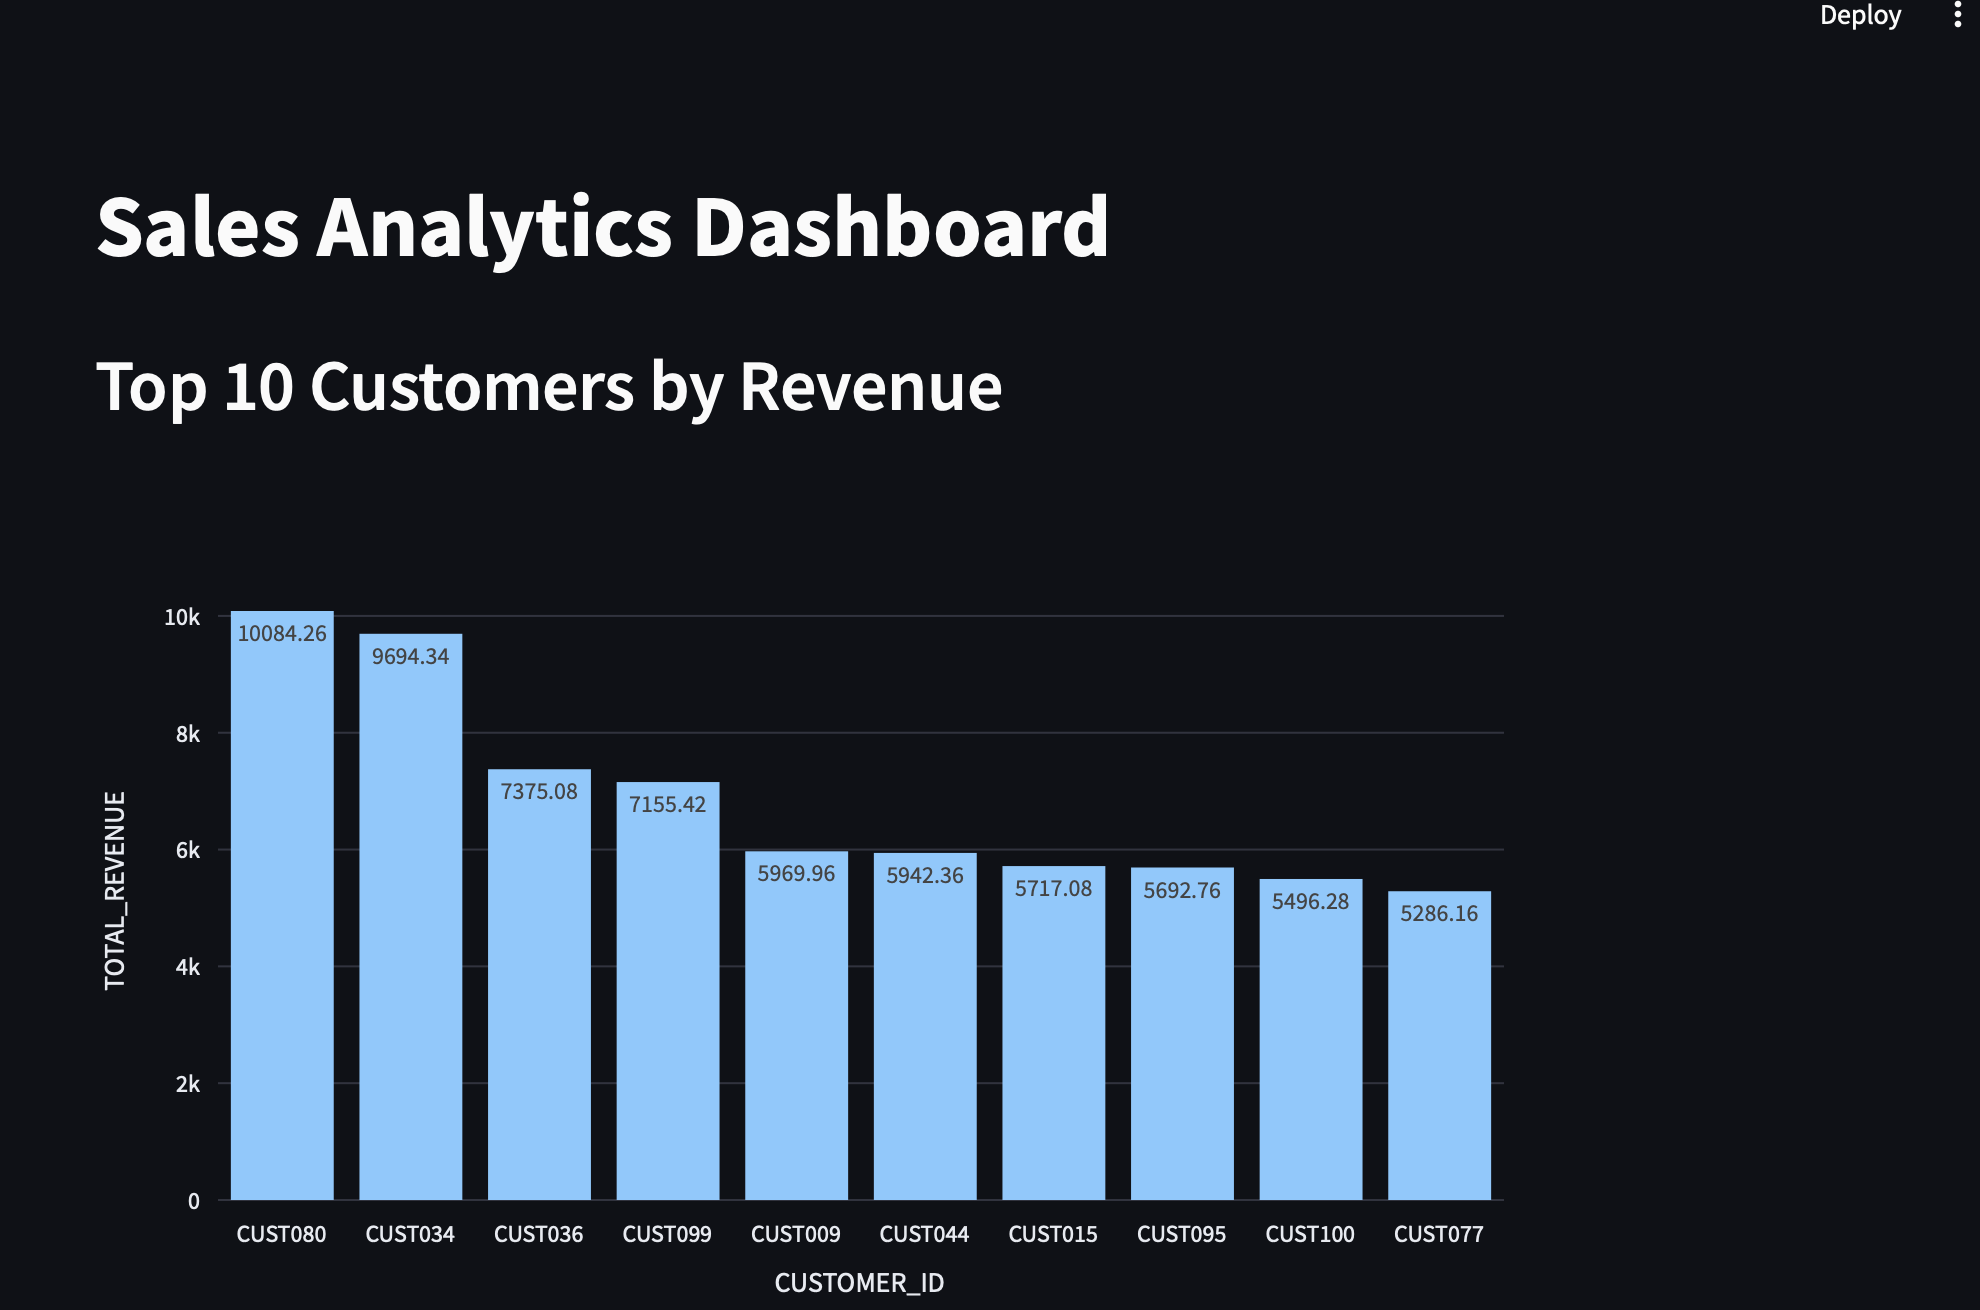 Deploy
Sales Analytics Dashboard
Top 10 Customers by Revenue
10k
8k
6k
4k
2k
0
TOTAL_REVENUE
10084.26
9694.34
7375.08
7155.42
5969.96
5942.36
5717.08
5692.76
5496.28
5286.16
CUST080 CUST034 CUST036 CUST099 CUST009 CUST044 CUST015 CUST095 CUST100 CUST077
CUSTOMER_ID